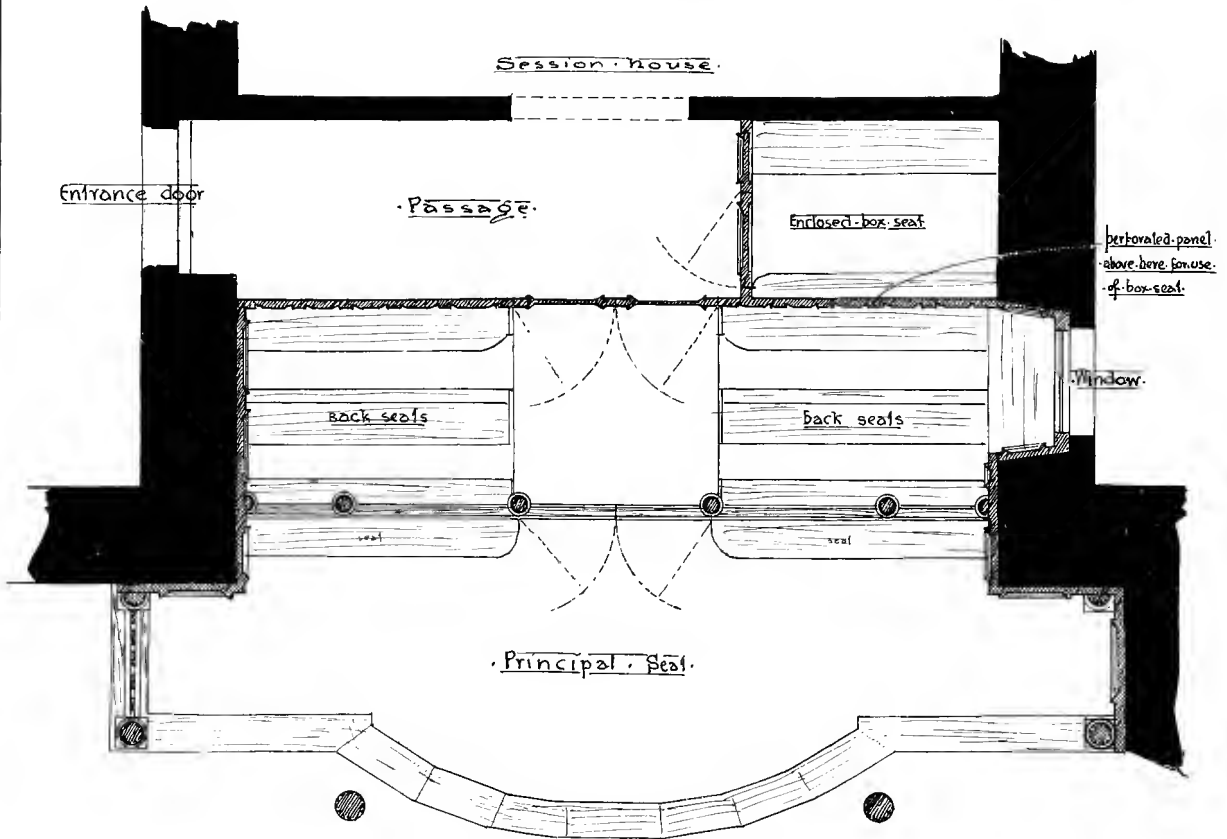 Session · house ·
Entrance door
· Passage ·
Enclosed · box · seat
perforated · panel ·
· above · here · for · use ·
· of · box · seat ·
· Window ·
Back seats
Back seats
seat
seat
· Principal · Seat ·